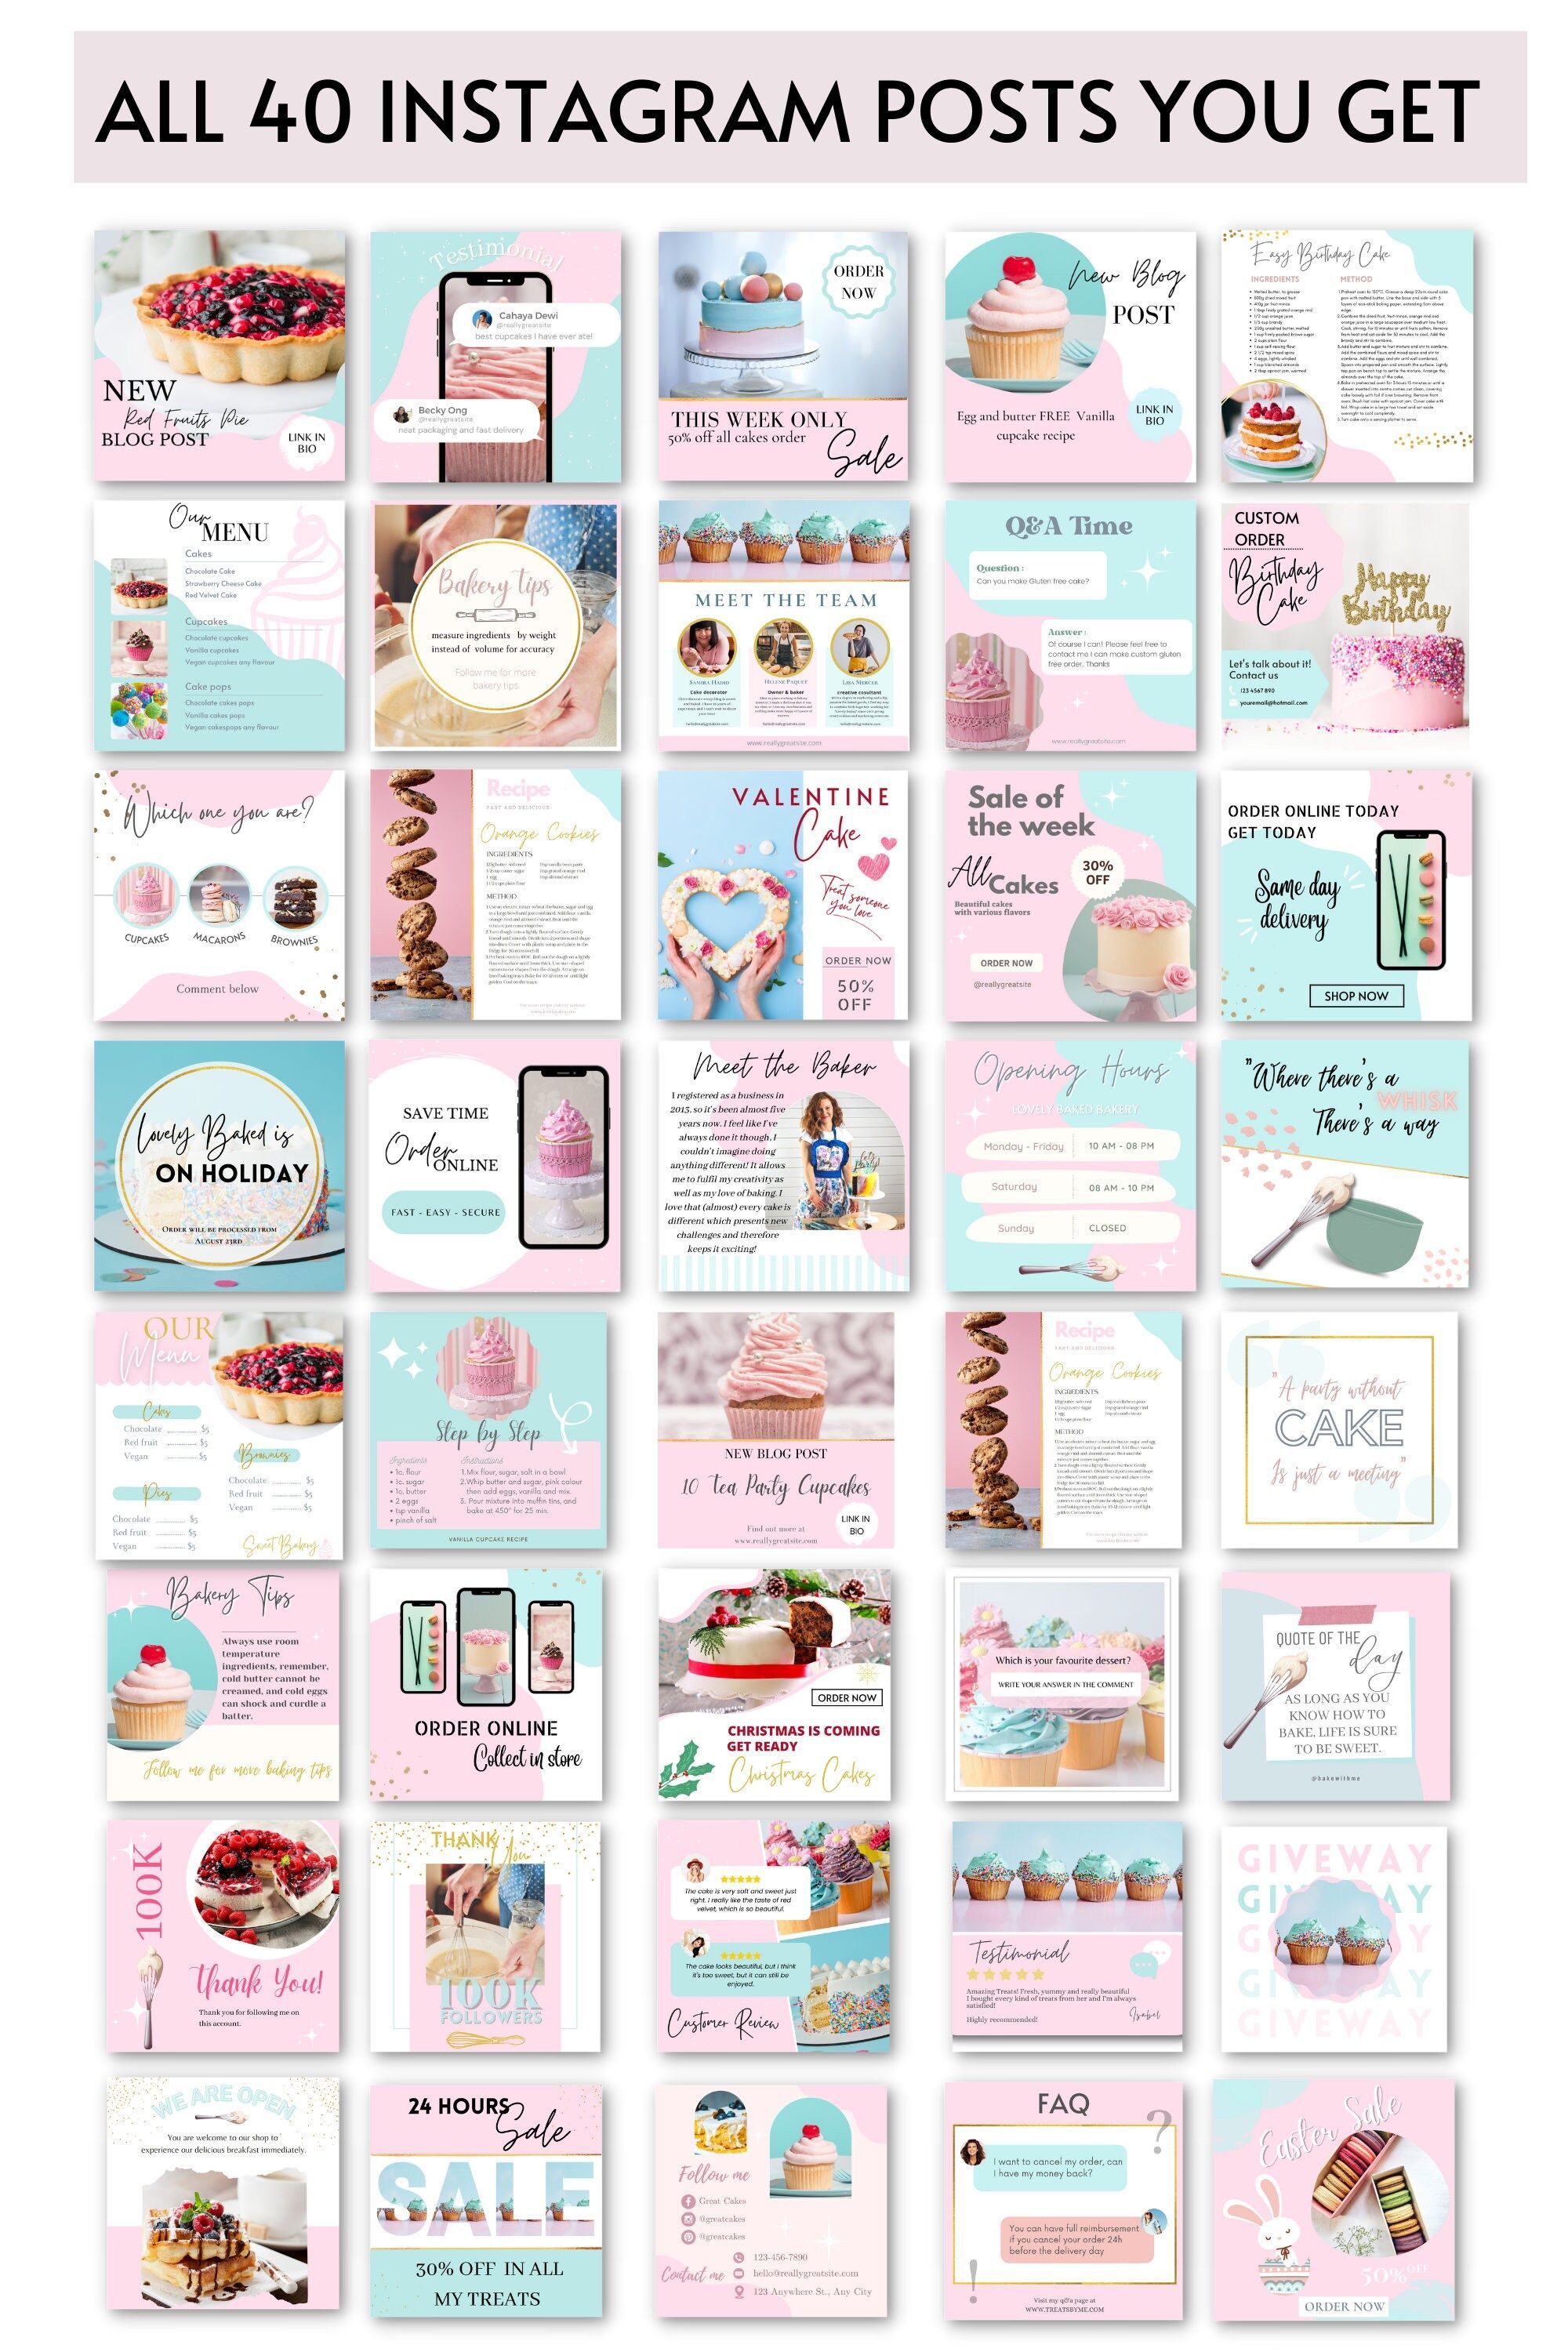 ALL 40 INSTAGRAM POSTS YOU GET
NEW
Red Fruits Pie
BLOG POST
LINK IN
BIO
Testimonial
Cahaya Dewi
@reallygreatsite
best cupcakes I have ever ate!
Becky Ong
@reallygreatsite
neat packaging and fast delivery
ORDER
NOW
THIS WEEK ONLY
50% off all cakes order
Sale
New Blog
POST
Egg and butter FREE Vanilla
cupcake recipe
LINK IN
BIO
Easy Birthday Cake
INGREDIENTS
METHOD
Our
MENU
Cakes
Chocolate Cake
Strawberry Cheese Cake
Red Velvet Cake
Cupcakes
Chocolate cupcakes
Vanilla cupcakes
Vegan cupcakes any flavour
Cake pops
Chocolate cakes pops
Vanilla cakes pops
Vegan cakespops any flavour
Bakery tips
measure ingredients by weight
instead of volume for accuracy
Follow me for more
bakery tips
MEET THE TEAM
SAMIRA HADID
HELENE PAQUET
LISA MERCER
Cake decorator
Owner & baker
creative consultant
www.reallygreatsite.com
Q&A Time
Question :
Can you make Gluten free cake?
Answer :
Of course I can! Please feel free to
contact me I can make custom gluten
free order. Thanks!
www.reallygreatsite.com
CUSTOM
ORDER
Birthday
Cake
Happy
Birthday
Let's talk about it!
Contact us
123 4567 890
youremail@hotmail.com
Which one you are?
CUPCAKES
MACARONS
BROWNIES
Comment below
Recipe
FAST AND DELICIOUS
Orange Cookies
INGREDIENTS
METHOD
VALENTINE
Cake
Treat someone
you love
ORDER NOW
50%
OFF
Sale of
the week
All
Cakes
30%
OFF
Beautiful cakes
with various flavors
ORDER NOW
@reallygreatsite
ORDER ONLINE TODAY
GET TODAY
Same day
delivery
SHOP NOW
Lovely Baked is
ON HOLIDAY
ORDER WILL BE PROCESSED FROM
AUGUST 23RD
SAVE TIME
Order
ONLINE
FAST - EASY - SECURE
Meet the Baker
I registered as a business in
2015, so it's been almost five
years now. I feel like I've
always done it though, I
couldn't imagine doing
anything different! It allows
me to fulfil my creativity as
well as my love of baking. I
love that (almost) every cake is
different which presents new
challenges and therefore
keeps it exciting!
Opening Hours
LOVELY BAKED BAKERY
Monday - Friday
10 AM - 08 PM
Saturday
08 AM - 10 PM
Sunday
CLOSED
"Where there's a
WHISK
There's a way
OUR
Menu
Cakes
Chocolate $5
Red fruit $5
Vegan $5
Brownies
Chocolate $5
Red fruit $5
Vegan $5
Pies
Chocolate $5
Red fruit $5
Vegan $5
Sweet Bakery
Step by Step
Ingredients
• 1c. flour
• 1c. sugar
• 1c. butter
• 2 eggs
• tsp vanilla
• pinch of salt
Instructions
1.Mix flour, sugar, salt in a bowl
2.Whip butter and sugar, pink colour
then add eggs, vanilla, and mix.
3. Pour mixture into muffin tins, and
bake at 450° for 25 min.
VANILLA CUPCAKE RECIPE
NEW BLOG POST
10 Tea Party Cupcakes
Find out more at
www.reallygreatsite.com
LINK IN
BIO
Recipe
FAST AND DELICIOUS
Orange Cookies
INGREDIENTS
METHOD
"A party without
CAKE
Is just a meeting"
Bakery Tips
Always use room
temperature
ingredients, remember,
cold butter cannot be
creamed, and cold eggs
can shock and curdle a
batter.
Follow me for more baking tips
ORDER ONLINE
Collect in store
ORDER NOW
CHRISTMAS IS COMING
GET READY
Christmas Cakes
Which is your favourite dessert?
WRITE YOUR ANSWER IN THE COMMENT
QUOTE OF THE
day
AS LONG AS YOU
KNOW HOW TO
BAKE, LIFE IS SURE
TO BE SWEET.
@bakewithme
100K
Thank You!
Thank you for following me on
this account.
THANK
You
100K
FOLLOWERS
The cake is very soft and sweet just
right. I really like the taste of red
velvet, which is so beautiful.
The cake looks beautiful, but i think
it's too sweet, but it can still be
enjoyed.
Customer Review
Testimonial
Amazing Treats! Fresh, yummy and really beautiful
I bought every kind of treats from her and I'm always
satisfied!
Highly recommended!
Isabel
GIVEWAY
GIVEWAY
GIVEWAY
GIVEWAY
GIVEWAY
WE ARE OPEN
You are welcome to our shop to
experience our delicious breakfast immediately.
24 HOURS
Sale
SALE
30% OFF IN ALL
MY TREATS
Follow me
Great Cakes
@greatcakes
@greatcakes
Contact me
123-456-7890
hello@reallygreatsite.com
123 Anywhere St., Any City
FAQ
?
I want to cancel my order, can
I have my money back?
You can have full reimbursement
if you cancel your order 24h
before the delivery day
!
Visit my q&a page at
WWW.TREATSBYME.COM
Easter Sale
50% OFF
ORDER NOW